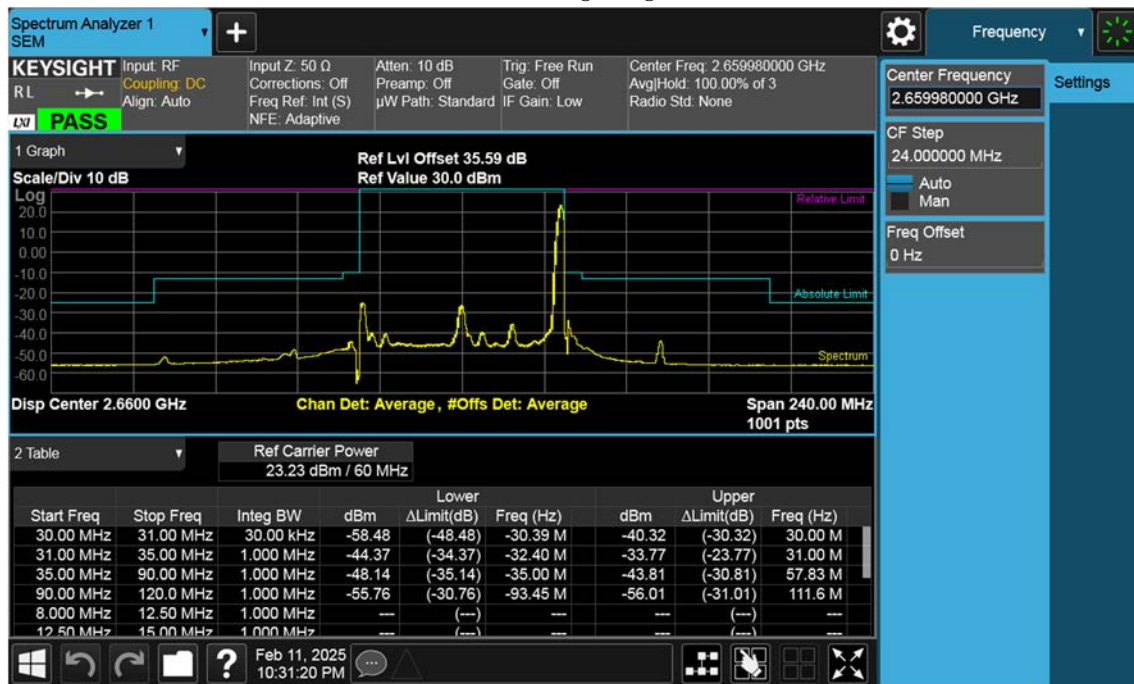 Spectrum Analyzer 1
SEM
+
Frequency
KEYSIGHT
RL
LXI
PASS
Input: RF
Coupling: DC
Align: Auto
Input Z: 50 Ω
Corrections: Off
Freq Ref: Int (S)
NFE: Adaptive
Atten: 10 dB
Preamp: Off
µW Path: Standard
Trig: Free Run
Gate: Off
IF Gain: Low
Center Freq: 2.659980000 GHz
Avg|Hold: 100.00% of 3
Radio Std: None
Center Frequency
2.659980000 GHz
Settings
CF Step
24.000000 MHz
Auto
Man
Freq Offset
0 Hz
1 Graph
Scale/Div 10 dB
Ref Lvl Offset 35.59 dB
Ref Value 30.0 dBm
Log
20.0
10.0
0.00
-10.0
-20.0
-30.0
-40.0
-50.0
-60.0
Relative Limit
Absolute Limit
Spectrum
Disp Center 2.6600 GHz
Chan Det: Average, #Offs Det: Average
Span 240.00 MHz
1001 pts
2 Table
Ref Carrier Power
23.23 dBm / 60 MHz
Lower Upper
Start Freq Stop Freq Integ BW dBm ΔLimit(dB) Freq (Hz) dBm ΔLimit(dB) Freq (Hz)
30.00 MHz 31.00 MHz 30.00 kHz -58.48 (-48.48) -30.39 M -40.32 (-30.32) 30.00 M
31.00 MHz 35.00 MHz 1.000 MHz -44.37 (-34.37) -32.40 M -33.77 (-23.77) 31.00 M
35.00 MHz 90.00 MHz 1.000 MHz -48.14 (-35.14) -35.00 M -43.81 (-30.81) 57.83 M
90.00 MHz 120.0 MHz 1.000 MHz -55.76 (-30.76) -93.45 M -56.01 (-31.01) 111.6 M
8.000 MHz 12.50 MHz 1.000 MHz --- (---) --- --- (---) ---
12.50 MHz 15.00 MHz 1.000 MHz --- (---) --- --- (---) ---
?
Feb 11, 2025
10:31:20 PM